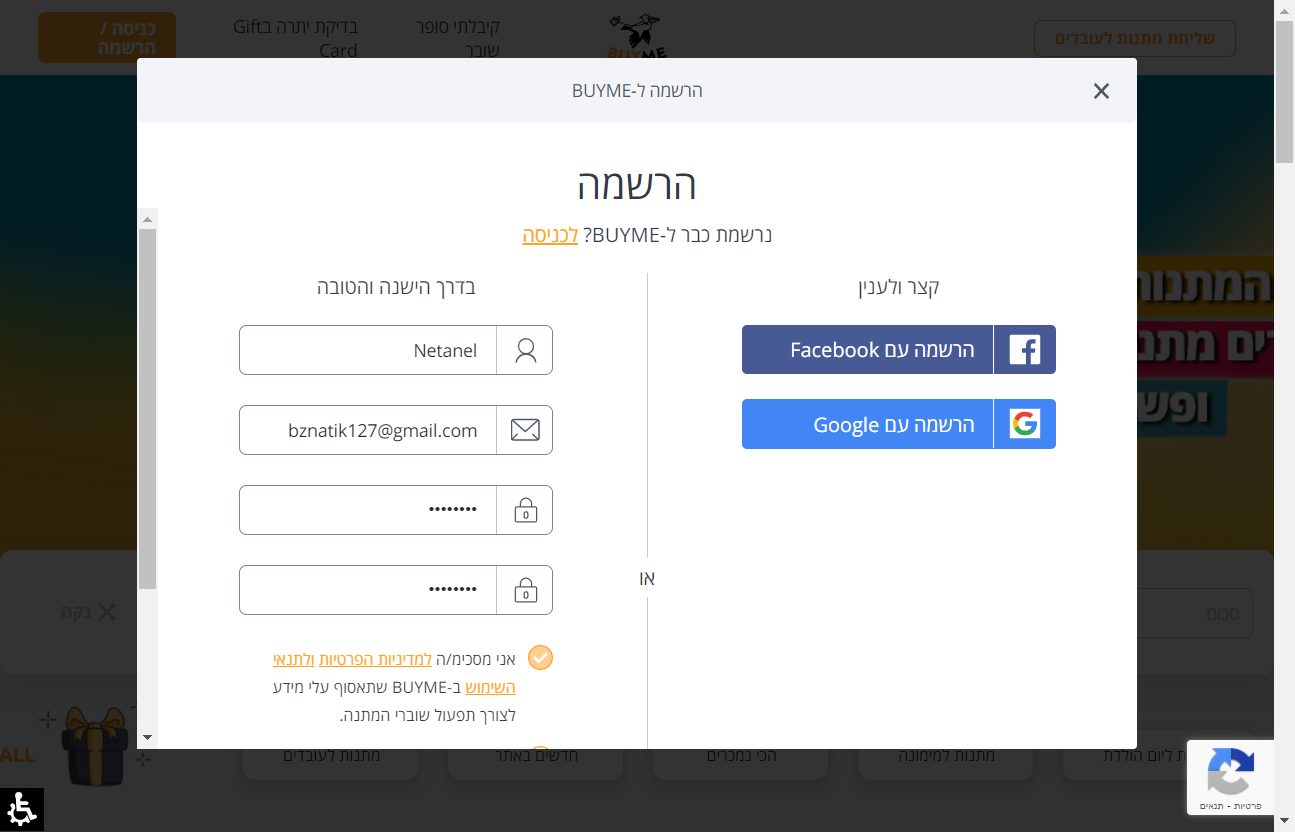 שליחת מתנות לעובדים
BUYME
קיבלתי סופר
שובר
בדיקת יתרה בGift
Card
כניסה /
הרשמה
הרשמה ל-BUYME
הרשמה
נרשמת כבר ל-BUYME? לכניסה
קצר ולענין
הרשמה עם Facebook
הרשמה עם Google
או
בדרך הישנה והטובה
Netanel
bznatik127@gmail.com
••••••••
••••••••
אני מסכימ/ה למדיניות הפרטיות ולתנאי
השימוש ב-BUYME שתאסוף עלי מידע
לצורך תפעול שוברי המתנה.
המתנות
ופש
סכום
נקה
ליום הולדת
מתנות למימונה
הכי נמכרים
חדשים באתר
מתנות לעובדים
ALL
פרטיות - תנאים